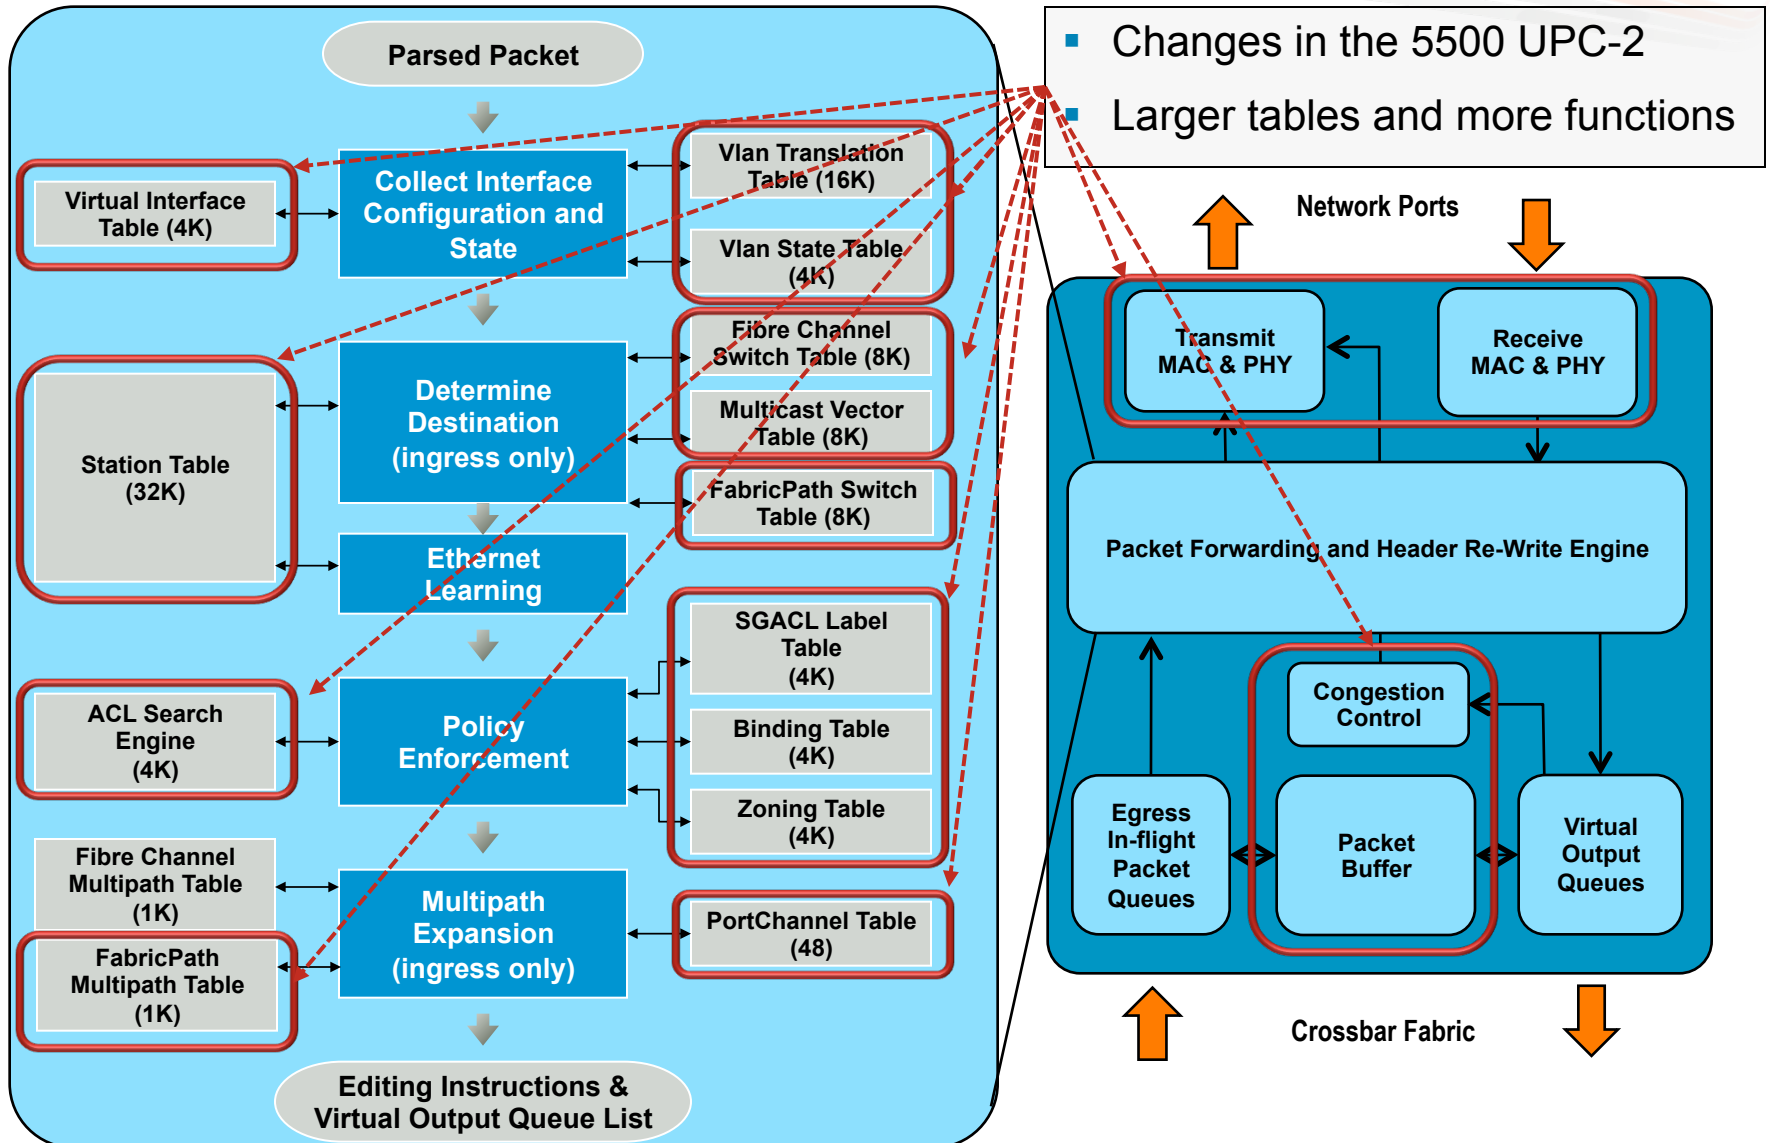 Parsed Packet
Virtual Interface
Table (4K)
Collect Interface
Configuration and
State
Vlan Translation
Table (16K)
Vlan State Table
(4K)
Station Table
(32K)
Determine
Destination
(ingress only)
Fibre Channel
Switch Table (8K)
Multicast Vector
Table (8K)
FabricPath Switch
Table (8K)
Ethernet
Learning
ACL Search
Engine
(4K)
Policy
Enforcement
SGACL Label
Table
(4K)
Binding Table
(4K)
Zoning Table
(4K)
Fibre Channel
Multipath Table
(1K)
FabricPath
Multipath Table
(1K)
Multipath
Expansion
(ingress only)
PortChannel Table
(48)
Editing Instructions &
Virtual Output Queue List
▪ Changes in the 5500 UPC-2
▪ Larger tables and more functions
Network Ports
Transmit
MAC & PHY
Receive
MAC & PHY
Packet Forwarding and Header Re-Write Engine
Congestion
Control
Egress
In-flight
Packet
Queues
Packet
Buffer
Virtual
Output
Queues
Crossbar Fabric